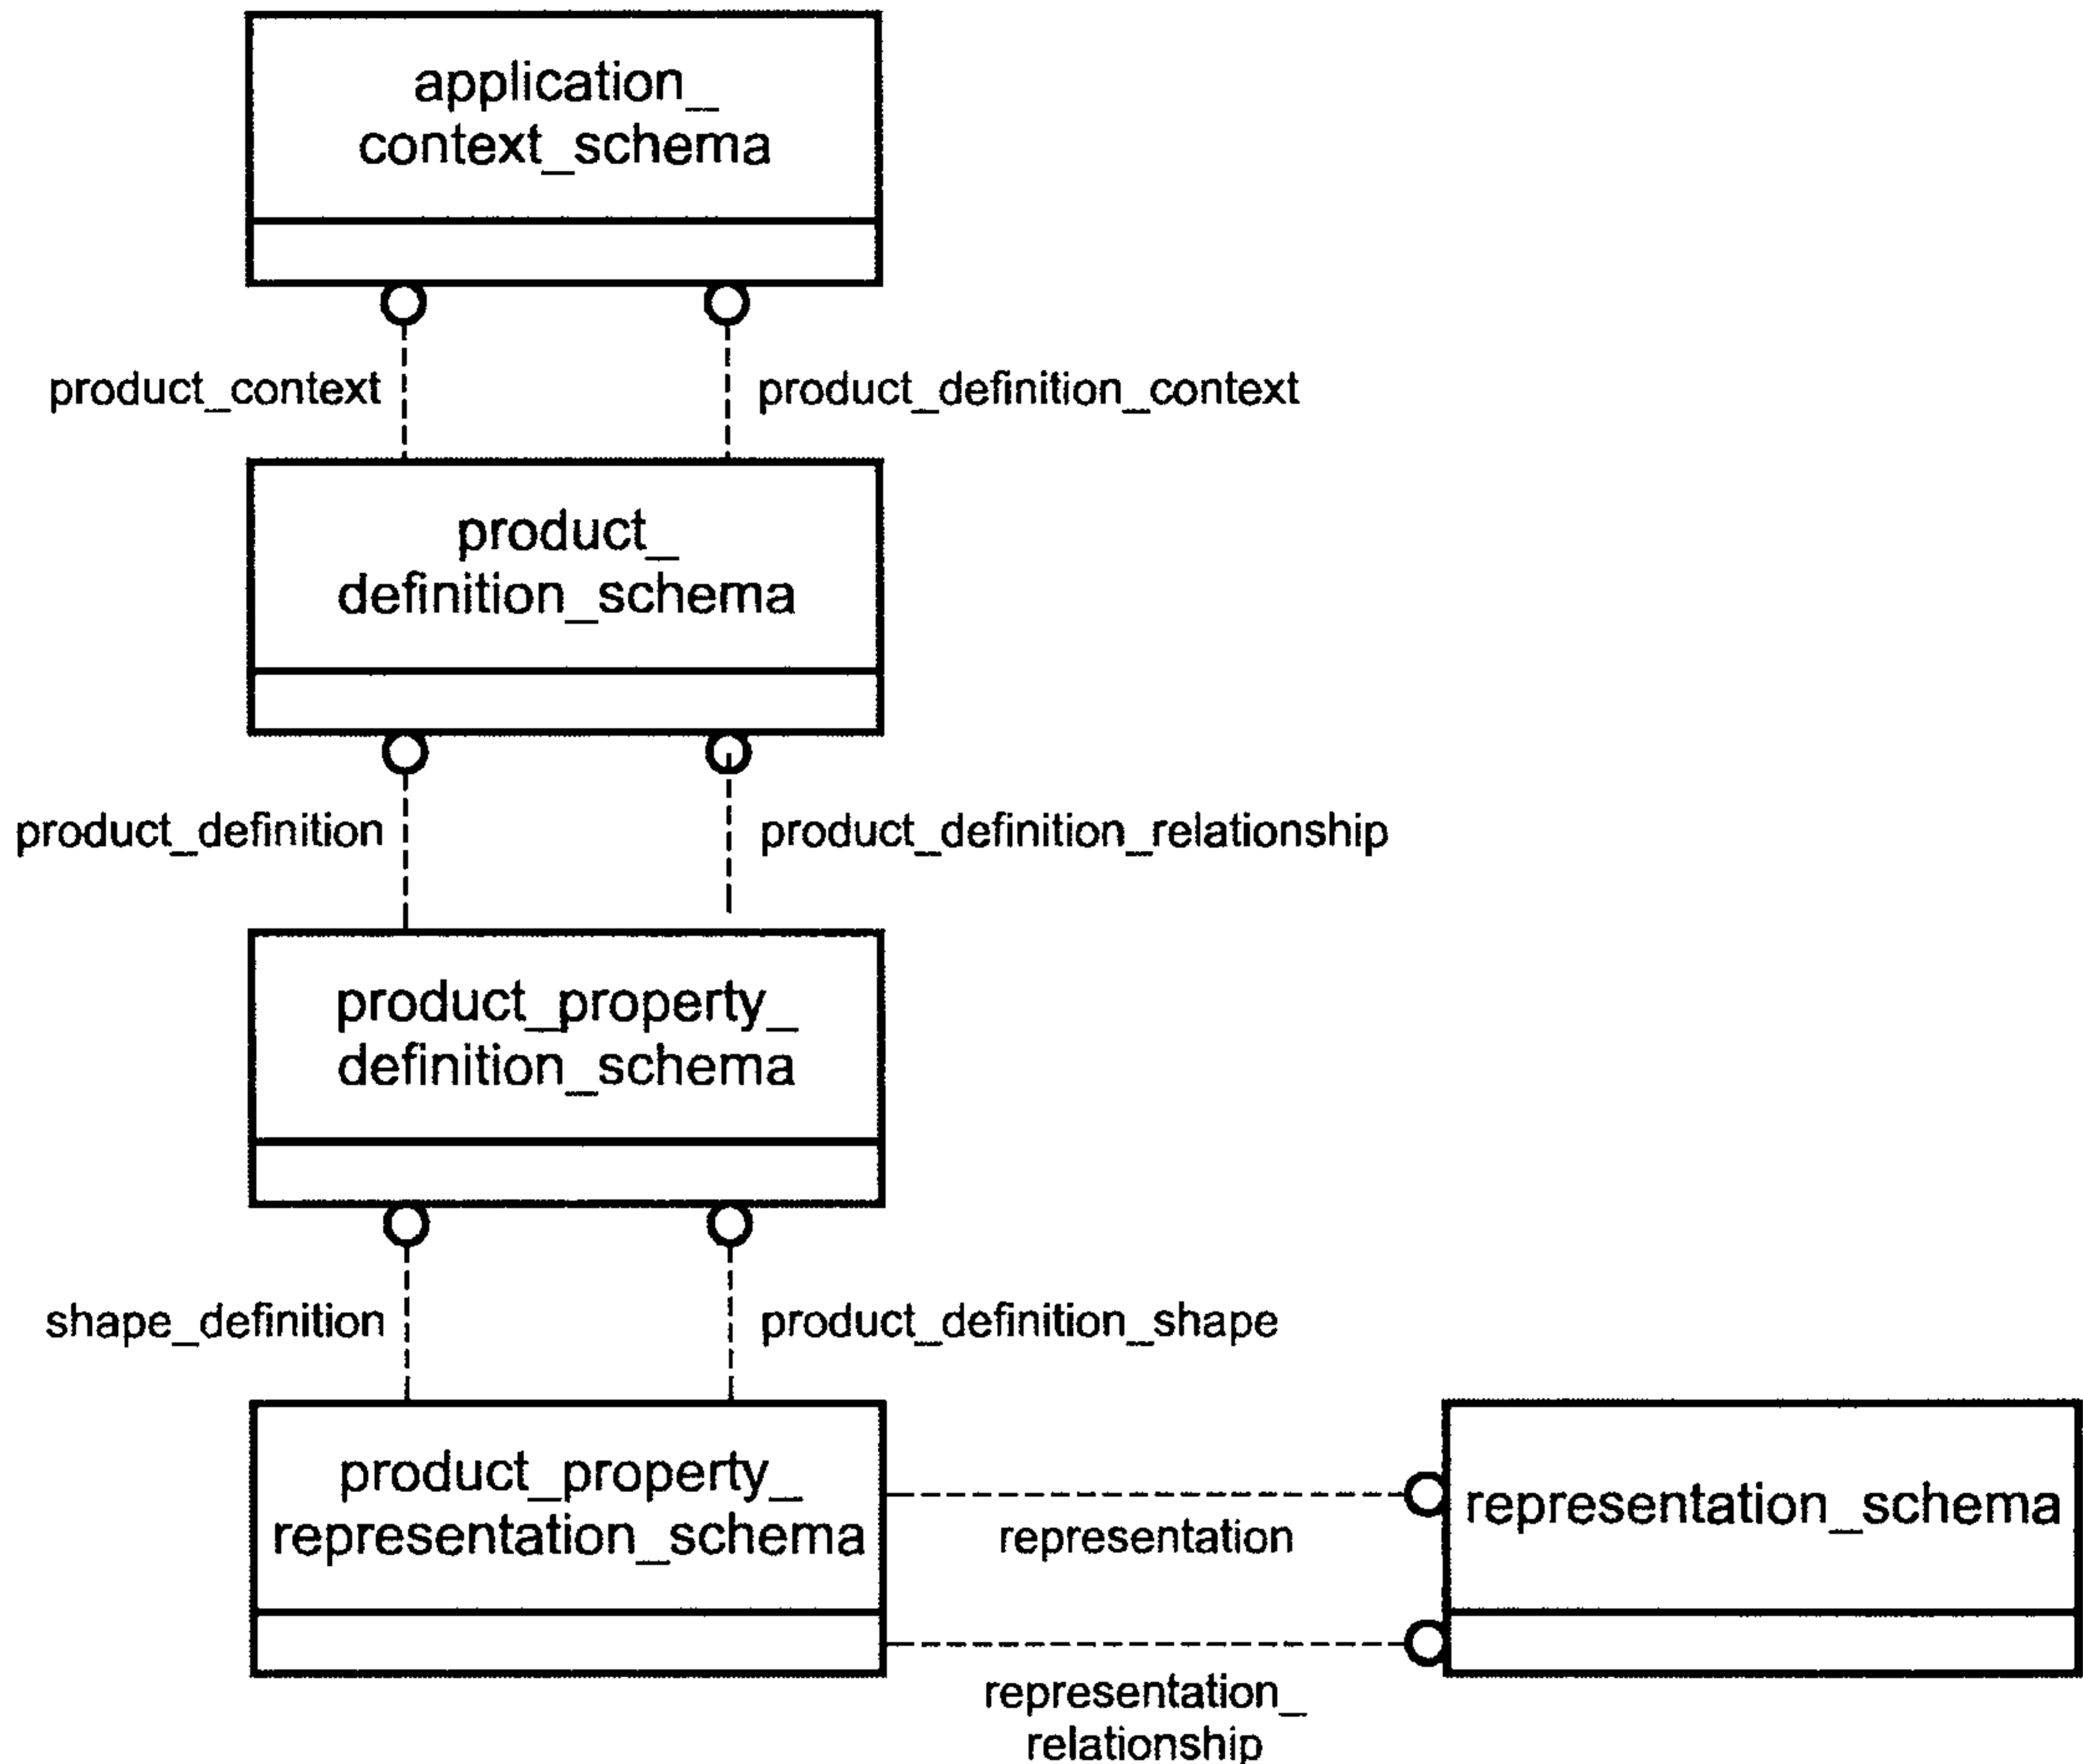 application_
context_schema
product_context
product_definition_context
product_
definition_schema
product_definition
product_definition_relationship
product_property_
definition_schema
shape_definition
product_definition_shape
product_property_
representation_schema
representation
representation_schema
representation_
relationship